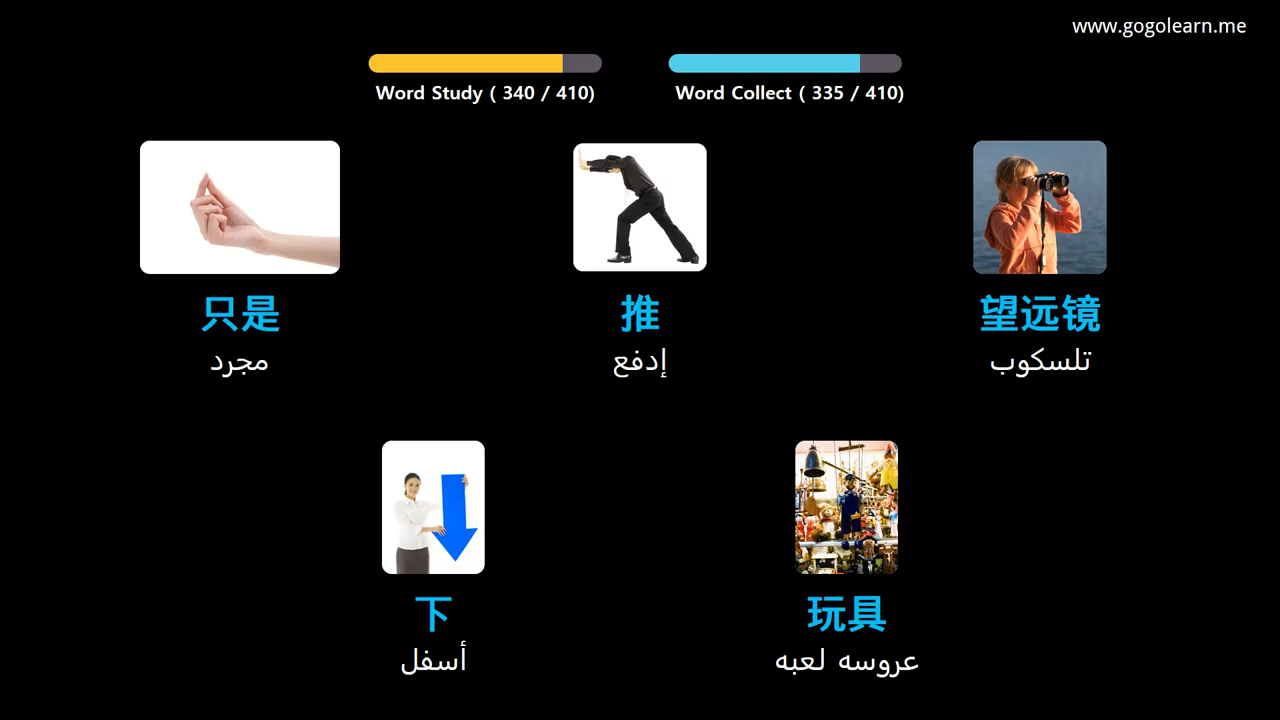 www.gogolearn.me
Word Study ( 340 / 410)
Word Collect ( 335 / 410)
只是
مجرد
推
إدفع
望远镜
تلسكوب
下
أسفل
玩具
عروسه لعبه